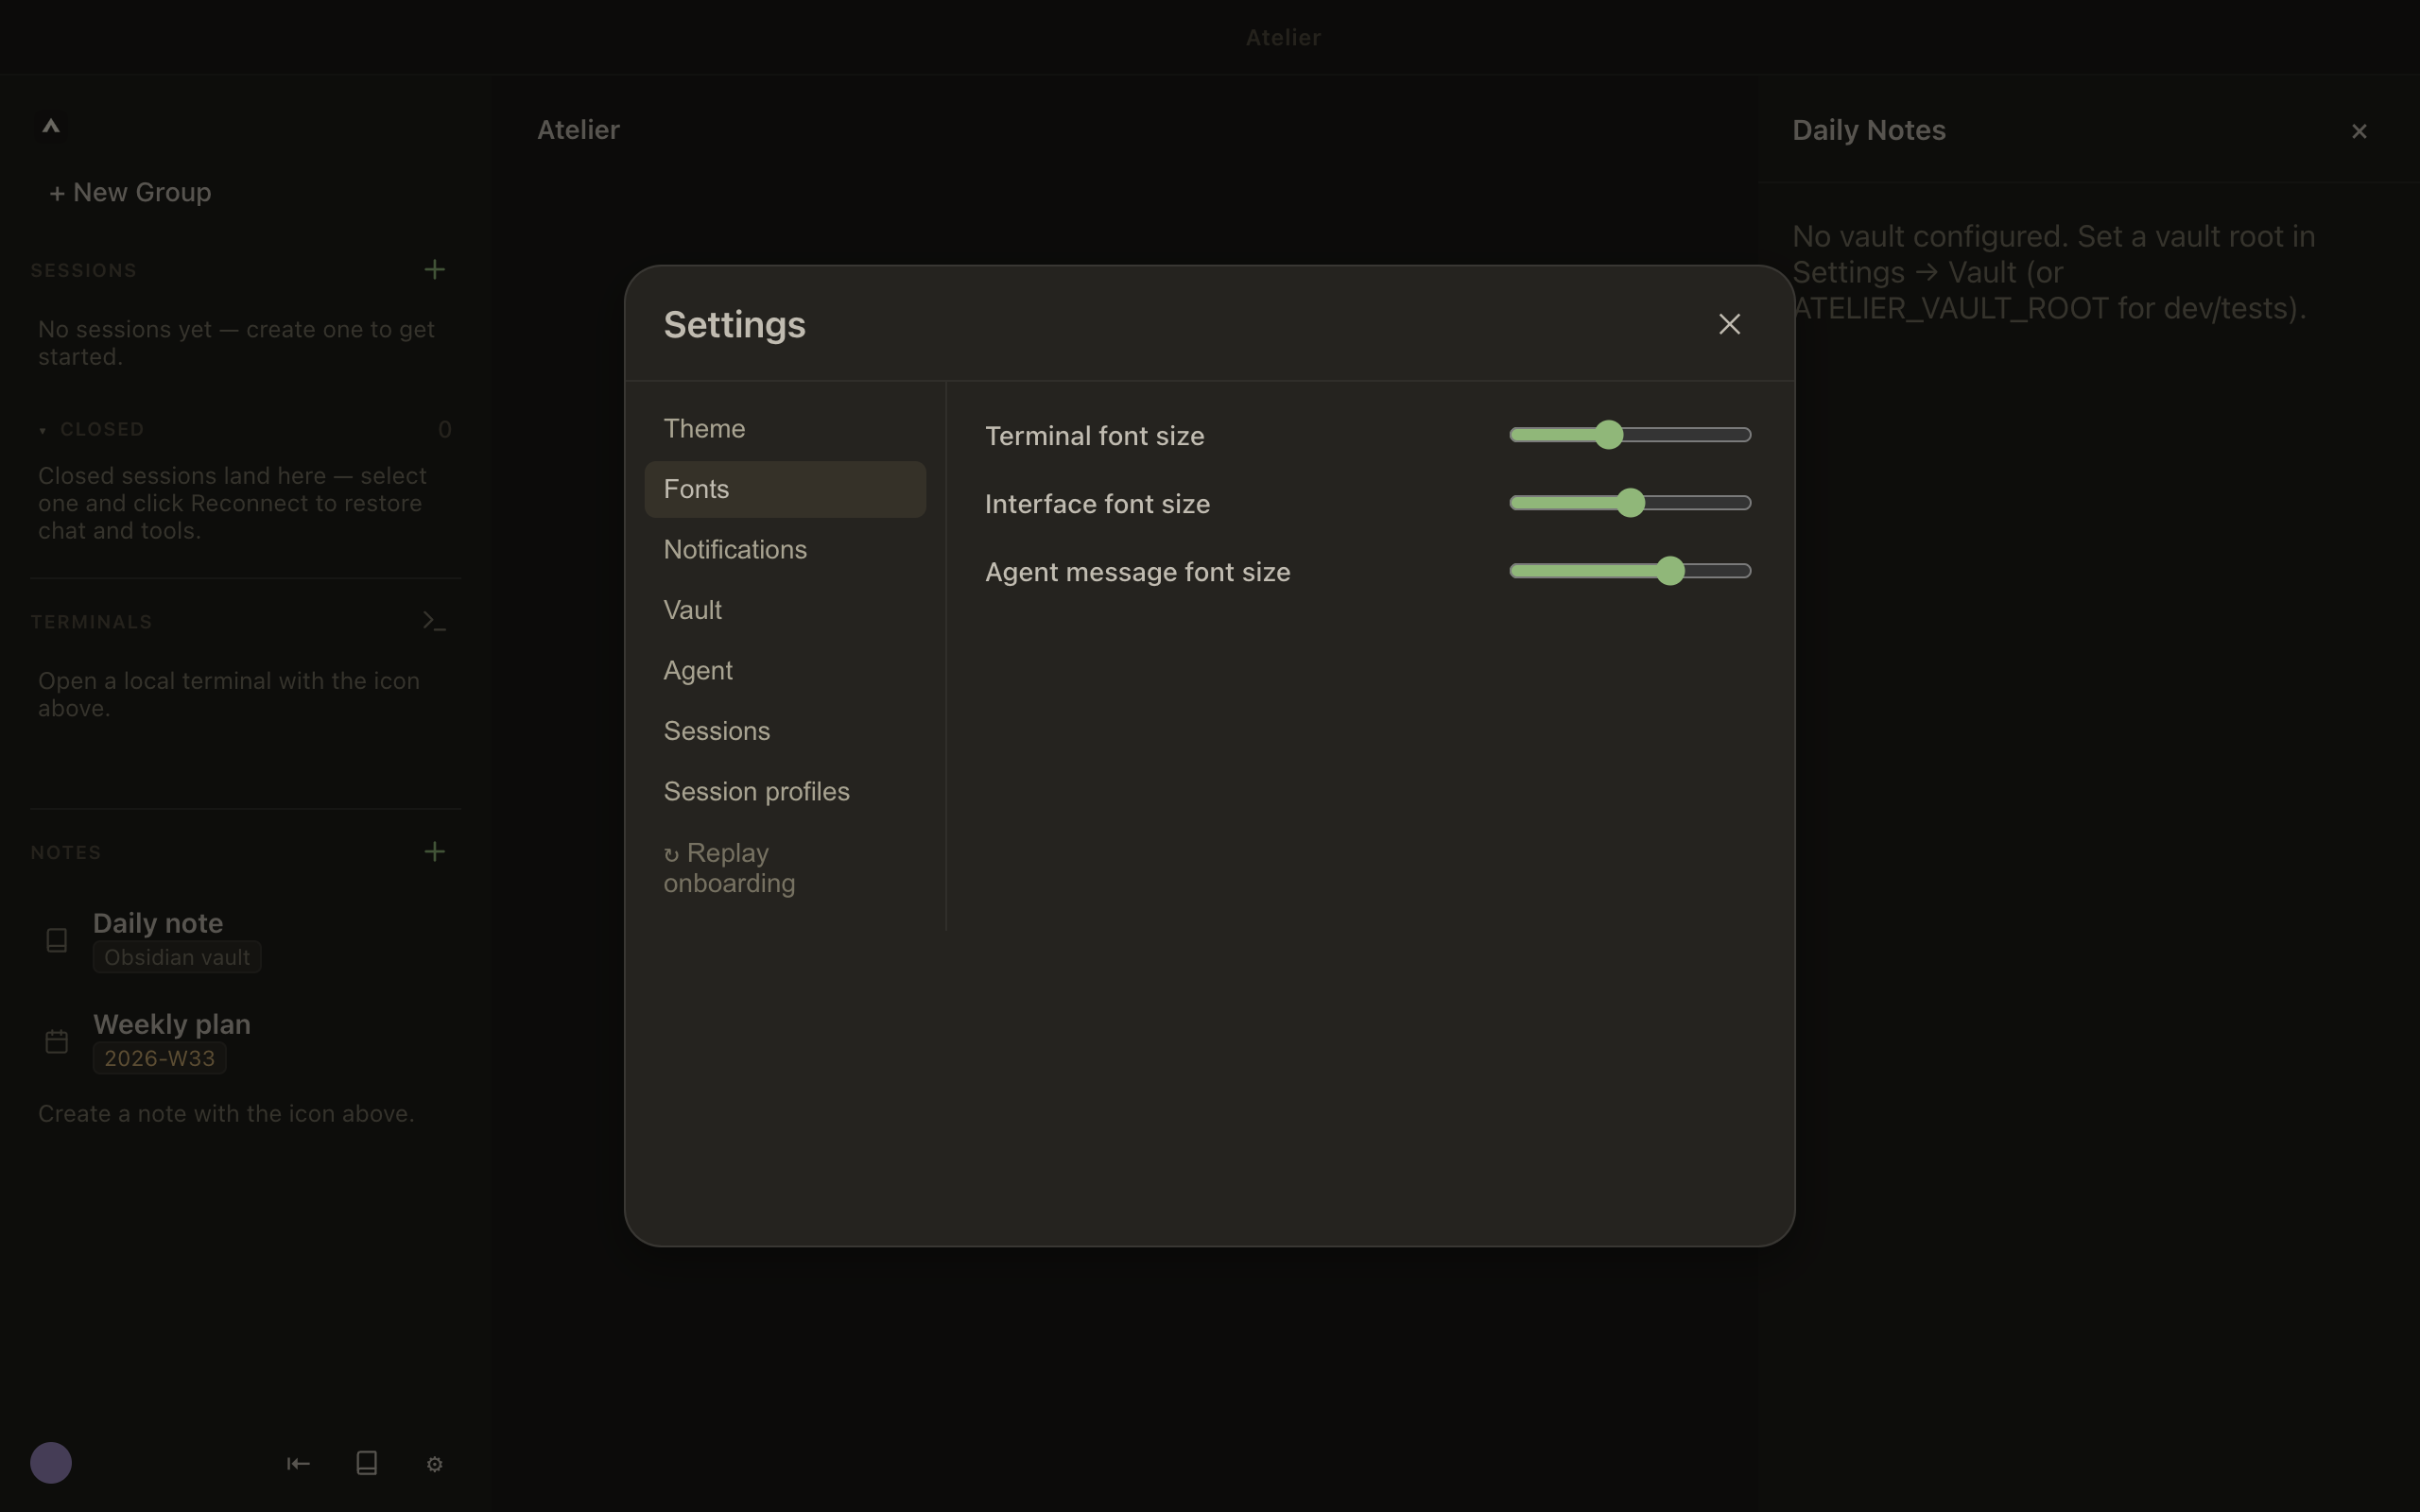 Atelier
+ New Group
SESSIONS
No sessions yet — create one to get
started.
CLOSED 0
Closed sessions land here — select
one and click Reconnect to restore
chat and tools.
TERMINALS
Open a local terminal with the icon
above.
NOTES
Daily note
Obsidian vault
Weekly plan
2026-W33
Create a note with the icon above.
Atelier
Settings
Theme
Fonts
Notifications
Vault
Agent
Sessions
Session profiles
↻ Replay
onboarding
Terminal font size
Interface font size
Agent message font size
Daily Notes
No vault configured. Set a vault root in
Settings → Vault (or
ATELIER_VAULT_ROOT for dev/tests).